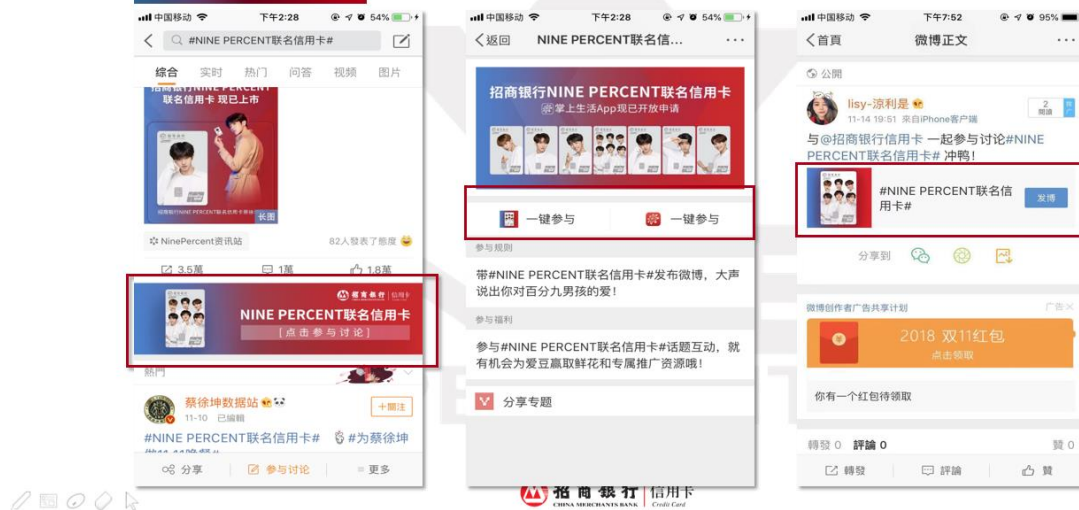 中国移动
下午2:28
54%
#NINE PERCENT联名信用卡#
综合
实时
热门
问答
视频
图片
联名信用卡 现已上市
长图
NinePercent资讯站
82人發表了態度
3.5萬
1萬
1.8萬
招商银行 信用卡
NINE PERCENT联名信用卡
[点击参与讨论]
熱門
蔡徐坤数据站
11-10 已編輯
+關注
#NINE PERCENT联名信用卡# #为蔡徐坤
分享
参与讨论
更多
中国移动
下午2:28
54%
返回
NINE PERCENT联名信...
招商银行NINE PERCENT联名信用卡
掌上生活App现已开放申请
一键参与
一键参与
参与规则
带#NINE PERCENT联名信用卡#发布微博，大声
说出你对百分九男孩的爱！
参与福利
参与#NINE PERCENT联名信用卡#话题互动，就
有机会为爱豆赢取鲜花和专属推广资源哦！
分享专题
招商银行 信用卡
CHINA MERCHANTS BANK Credit Card
中国移动
下午7:52
95%
首頁
微博正文
公開
lisy-涼利是
11-14 19:51 来自iPhone客户端
2
閱讀
与@招商银行信用卡 一起参与讨论#NINE
PERCENT联名信用卡# 冲鸭！
#NINE PERCENT联名信
用卡#
发博
分享到
微博创作者广告共享计划
广告
2018 双11红包
点击领取
你有一个红包待领取
轉發 0
評論 0
贊 0
轉發
評論
贊